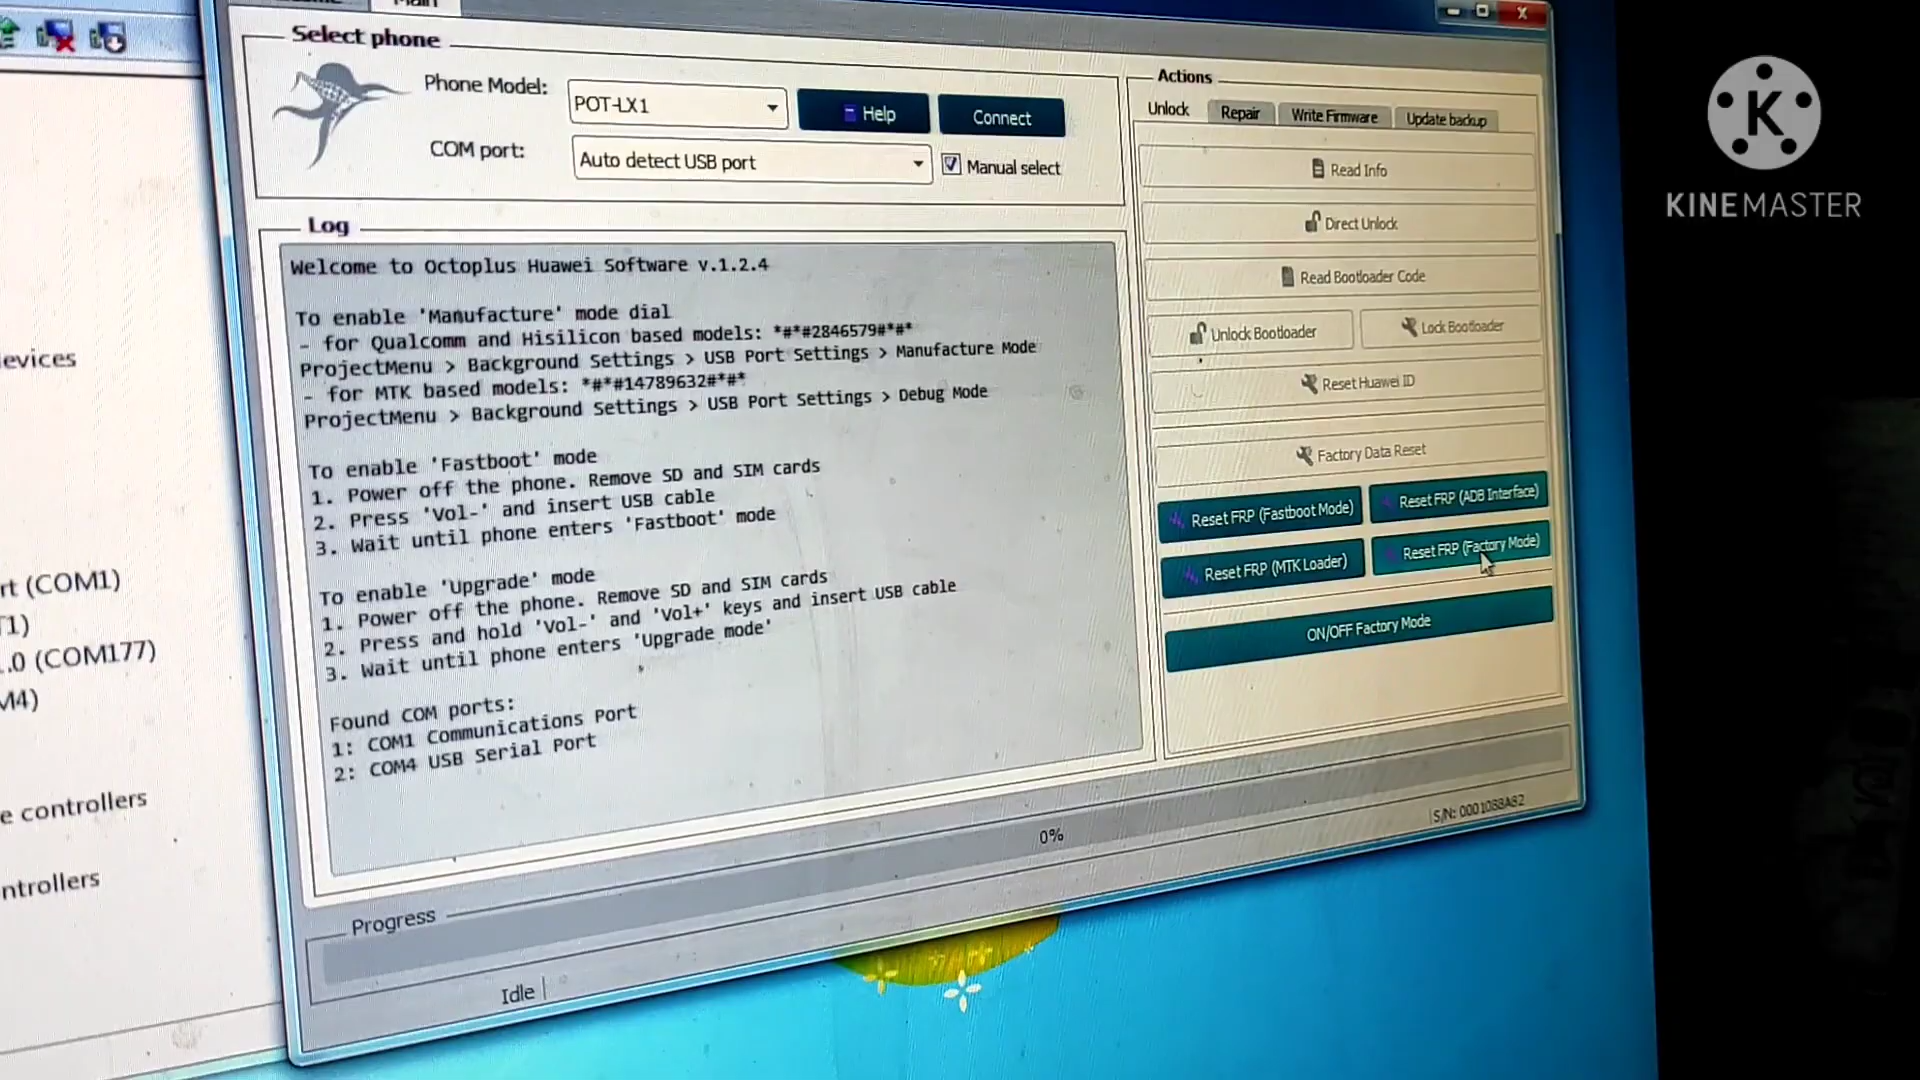 Main
Select phone
Phone Model:
POT-LX1
Help
Connect
COM port:
Auto detect USB port
Manual select
Log
Welcome to Octoplus Huawei Software v.1.2.4
To enable 'Manufacture' mode dial
- for Qualcomm and Hisilicon based models: *#*#2846579#*#*
ProjectMenu > Background Settings > USB Port Settings > Manufacture Mode
- for MTK based models: *#*#14789632#*#*
ProjectMenu > Background Settings > USB Port Settings > Debug Mode
To enable 'Fastboot' mode
1. Power off the phone. Remove SD and SIM cards
2. Press 'Vol-' and insert USB cable
3. Wait until phone enters 'Fastboot' mode
To enable 'Upgrade' mode
1. Power off the phone. Remove SD and SIM cards
2. Press and hold 'Vol-' and 'Vol+' keys and insert USB cable
3. Wait until phone enters 'Upgrade mode'
Found COM ports:
1: COM1 Communications Port
2: COM4 USB Serial Port
Actions
Unlock
Repair
Write Firmware
Update backup
Read Info
Direct Unlock
Read Bootloader Code
Unlock Bootloader
Lock Bootloader
Reset Huawei ID
Factory Data Reset
Reset FRP (Fastboot Mode)
Reset FRP (ADB Interface)
Reset FRP (MTK Loader)
Reset FRP (Factory Mode)
ON/OFF Factory Mode
0%
S/N: 0001088A82
Progress
Idle
evices
rt (COM1)
T1)
.0 (COM177)
M4)
e controllers
ntrollers
K
KINEMASTER